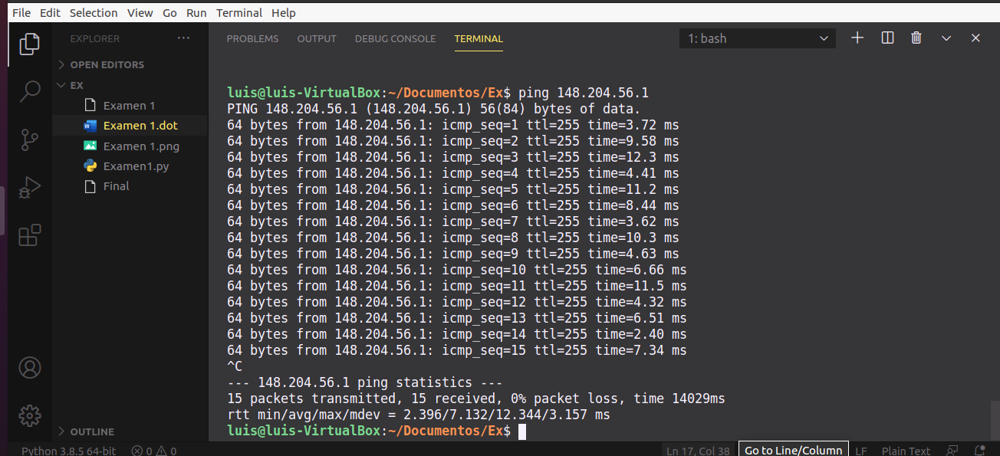 File Edit Selection View Go Run Terminal Help
EXPLORER
OPEN EDITORS
EX
Examen 1
Examen 1.dot
Examen 1.png
Examen1.py
Final
OUTLINE
PROBLEMS OUTPUT DEBUG CONSOLE TERMINAL
1: bash
luis@luis-VirtualBox:~/Documentos/Ex$ ping 148.204.56.1
PING 148.204.56.1 (148.204.56.1) 56(84) bytes of data.
64 bytes from 148.204.56.1: icmp_seq=1 ttl=255 time=3.72 ms
64 bytes from 148.204.56.1: icmp_seq=2 ttl=255 time=9.58 ms
64 bytes from 148.204.56.1: icmp_seq=3 ttl=255 time=12.3 ms
64 bytes from 148.204.56.1: icmp_seq=4 ttl=255 time=4.41 ms
64 bytes from 148.204.56.1: icmp_seq=5 ttl=255 time=11.2 ms
64 bytes from 148.204.56.1: icmp_seq=6 ttl=255 time=8.44 ms
64 bytes from 148.204.56.1: icmp_seq=7 ttl=255 time=3.62 ms
64 bytes from 148.204.56.1: icmp_seq=8 ttl=255 time=10.3 ms
64 bytes from 148.204.56.1: icmp_seq=9 ttl=255 time=4.63 ms
64 bytes from 148.204.56.1: icmp_seq=10 ttl=255 time=6.66 ms
64 bytes from 148.204.56.1: icmp_seq=11 ttl=255 time=11.5 ms
64 bytes from 148.204.56.1: icmp_seq=12 ttl=255 time=4.32 ms
64 bytes from 148.204.56.1: icmp_seq=13 ttl=255 time=6.51 ms
64 bytes from 148.204.56.1: icmp_seq=14 ttl=255 time=2.40 ms
64 bytes from 148.204.56.1: icmp_seq=15 ttl=255 time=7.34 ms
^C
--- 148.204.56.1 ping statistics ---
15 packets transmitted, 15 received, 0% packet loss, time 14029ms
rtt min/avg/max/mdev = 2.396/7.132/12.344/3.157 ms
luis@luis-VirtualBox:~/Documentos/Ex$
Python 3.8.5 64-bit 0 0 Ln 17, Col 38 Go to Line/Column LF Plain Text